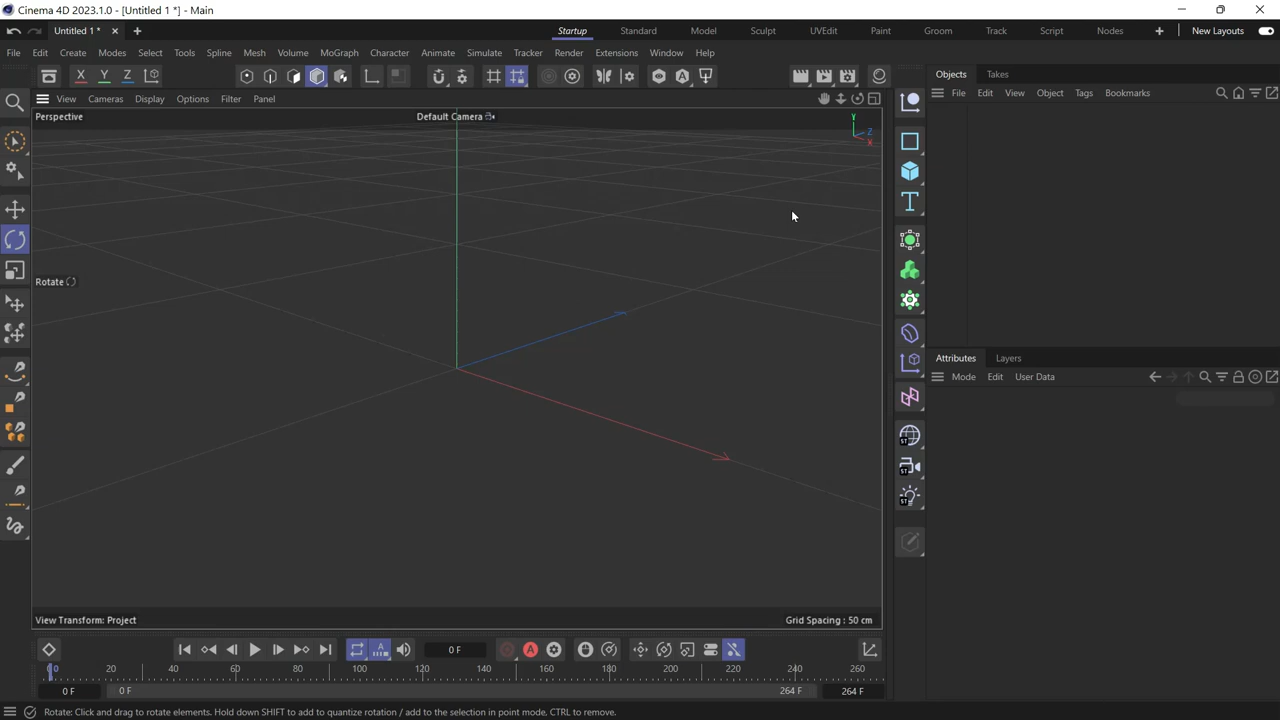 Cinema 4D 2023.1.0 - [Untitled 1 *] - Main
Untitled 1 *
Startup Standard Model Sculpt UVEdit Paint Groom Track Script Nodes New Layouts
File Edit Create Modes Select Tools Spline Mesh Volume MoGraph Character Animate Simulate Tracker Render Extensions Window Help
X Y Z
Objects Takes
View Cameras Display Options Filter Panel
File Edit View Object Tags Bookmarks
Perspective
Default Camera
Y
Z
X
Rotate
Attributes Layers
Mode Edit User Data
ST
ST
ST
View Transform: Project
Grid Spacing : 50 cm
0 F
0 20 40 60 80 100 120 140 160 180 200 220 240 260
0 F 0 F 264 F 264 F
Rotate: Click and drag to rotate elements. Hold down SHIFT to add to quantize rotation / add to the selection in point mode, CTRL to remove.